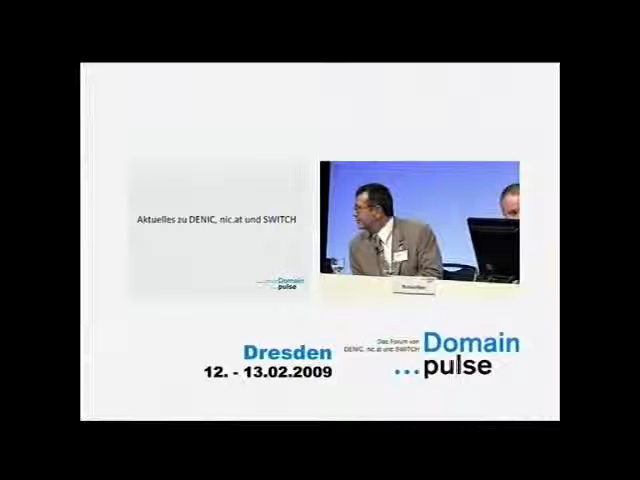 Aktuelles zu DENIC, nic.at und SWITCH
Domain
...pulse
Dresden
12. - 13.02.2009
Das Forum von
DENIC, nic.at und SWITCH
Domain
...pulse